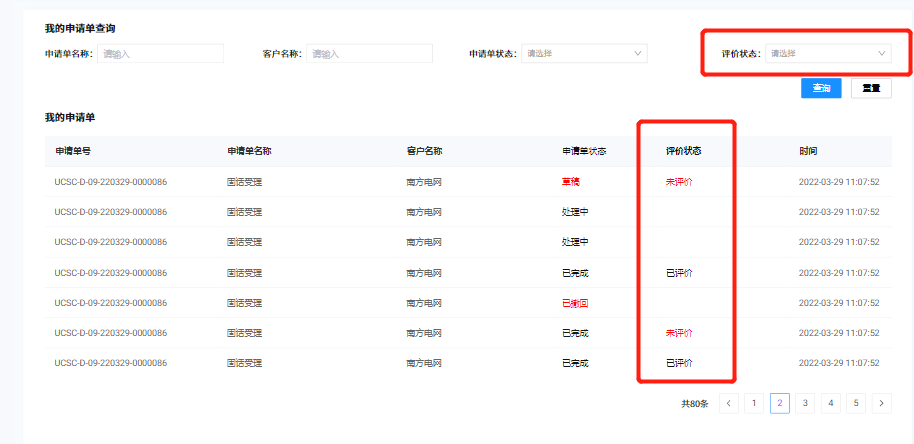 我的申请单查询
申请单名称： 请输入 客户名称： 请输入 申请单状态： 请选择 评价状态： 请选择
查询 重置
我的申请单
申请单号 申请单名称 客户名称 申请单状态 评价状态 时间
UCSC-D-09-220329-0000086 固话受理 南方电网 草稿 未评价 2022-03-29 11:07:52
UCSC-D-09-220329-0000086 固话受理 南方电网 处理中 2022-03-29 11:07:52
UCSC-D-09-220329-0000086 固话受理 南方电网 处理中 2022-03-29 11:07:52
UCSC-D-09-220329-0000086 固话受理 南方电网 已完成 已评价 2022-03-29 11:07:52
UCSC-D-09-220329-0000086 固话受理 南方电网 已撤回 2022-03-29 11:07:52
UCSC-D-09-220329-0000086 固话受理 南方电网 已完成 未评价 2022-03-29 11:07:52
UCSC-D-09-220329-0000086 固话受理 南方电网 已完成 已评价 2022-03-29 11:07:52
共80条 1 2 3 4 5